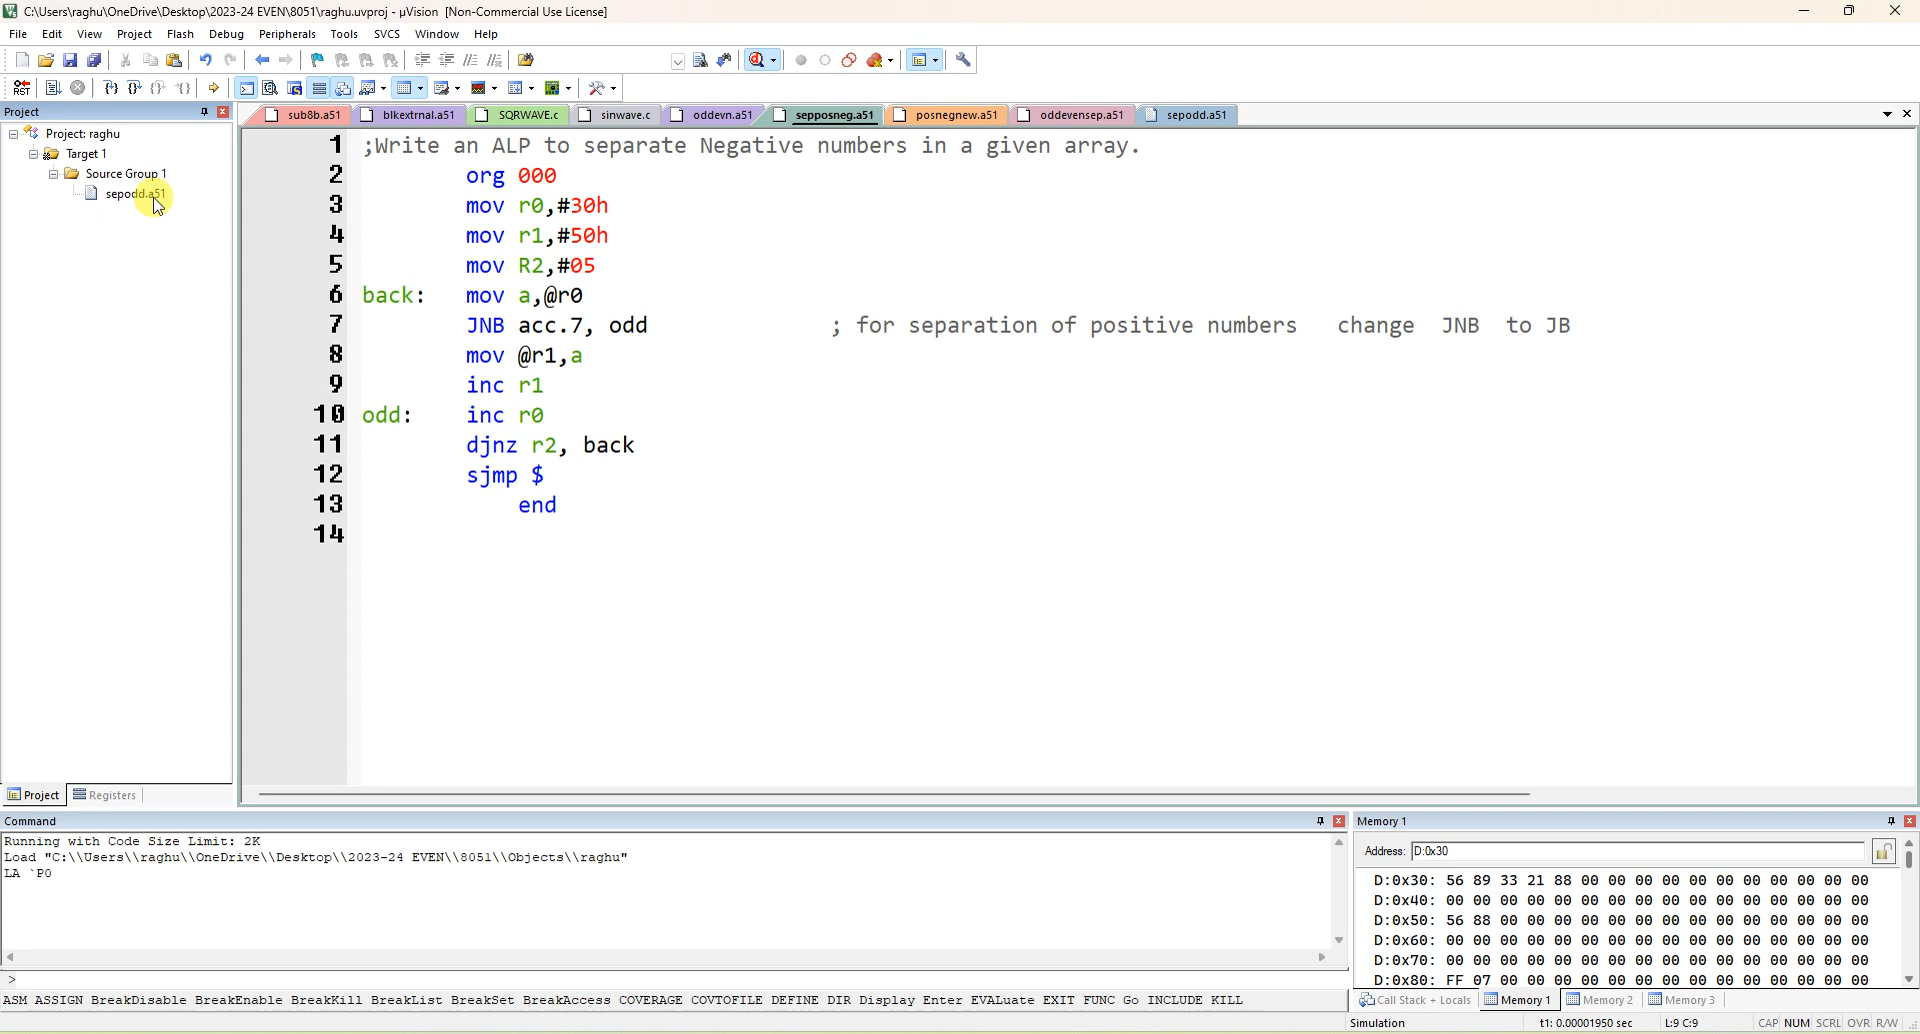 C:\Users\raghu\OneDrive\Desktop\2023-24 EVEN\8051\raghu.uvproj - µVision [Non-Commercial Use License]
File Edit View Project Flash Debug Peripherals Tools SVCS Window Help
RST
Project
sub8b.a51 blkextrnal.a51 SQRWAVE.c sinwave.c oddevn.a51 sepposneg.a51 posnegnew.a51 oddevensep.a51 sepodd.a51
Project: raghu
Target 1
Source Group 1
sepodd.a51
1 ;Write an ALP to separate Negative numbers in a given array.
2 org 000
3 mov r0,#30h
4 mov r1,#50h
5 mov R2,#05
6 back: mov a,@r0
7 JNB acc.7, odd ; for separation of positive numbers change JNB to JB
8 mov @r1,a
9 inc r1
10 odd: inc r0
11 djnz r2, back
12 sjmp $
13 end
14
Project Registers
Command
Running with Code Size Limit: 2K
Load "C:\\Users\\raghu\\OneDrive\\Desktop\\2023-24 EVEN\\8051\\Objects\\raghu"
LA `P0
>
ASM ASSIGN BreakDisable BreakEnable BreakKill BreakList BreakSet BreakAccess COVERAGE COVTOFILE DEFINE DIR Display Enter EVALuate EXIT FUNC Go INCLUDE KILL
Memory 1
Address: D:0x30
D:0x30: 56 89 33 21 88 00 00 00 00 00 00 00 00 00 00 00
D:0x40: 00 00 00 00 00 00 00 00 00 00 00 00 00 00 00 00
D:0x50: 56 88 00 00 00 00 00 00 00 00 00 00 00 00 00 00
D:0x60: 00 00 00 00 00 00 00 00 00 00 00 00 00 00 00 00
D:0x70: 00 00 00 00 00 00 00 00 00 00 00 00 00 00 00 00
D:0x80: FF 07 00 00 00 00 00 00 00 00 00 00 00 00 00 00
Call Stack + Locals Memory 1 Memory 2 Memory 3
Simulation t1: 0.00001950 sec L:9 C:9 CAP NUM SCRL OVR R/W